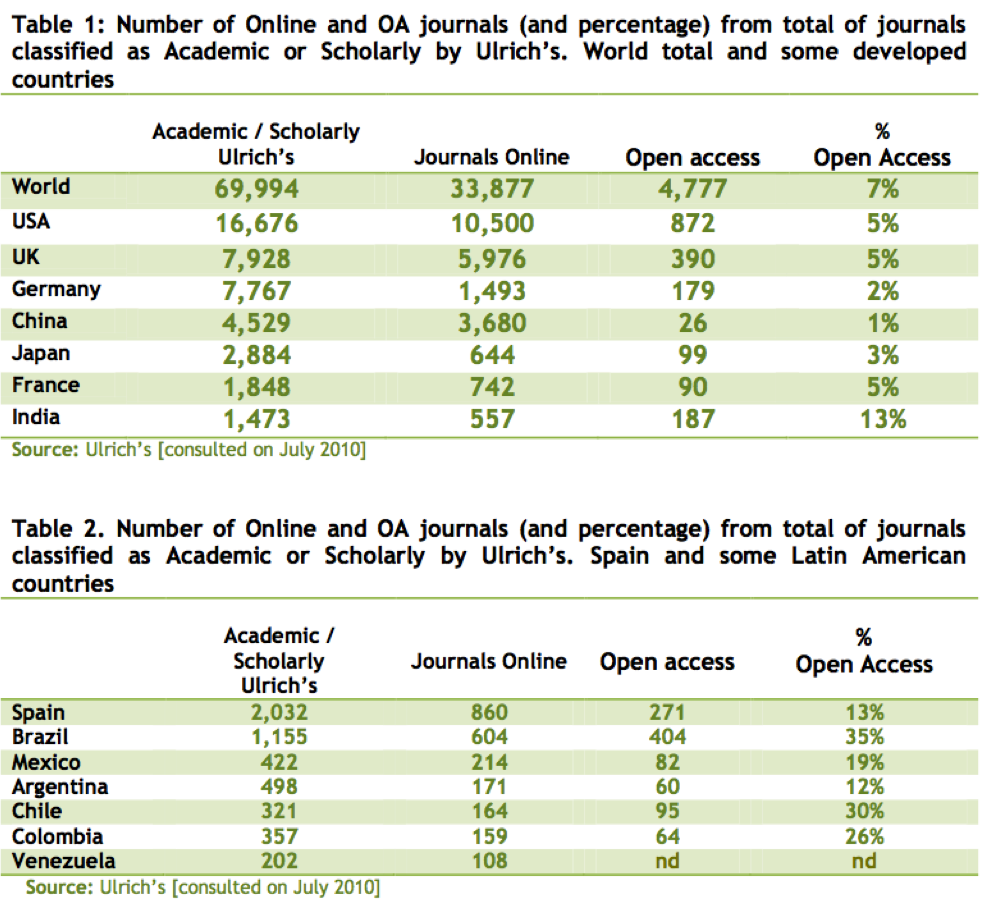 Table 1: Number of Online and OA journals (and percentage) from total of journals
classified as Academic or Scholarly by Ulrich’s. World total and some developed
countries
Academic / Scholarly Ulrich’s Journals Online Open access % Open Access
World 69,994 33,877 4,777 7%
USA 16,676 10,500 872 5%
UK 7,928 5,976 390 5%
Germany 7,767 1,493 179 2%
China 4,529 3,680 26 1%
Japan 2,884 644 99 3%
France 1,848 742 90 5%
India 1,473 557 187 13%
Source: Ulrich’s [consulted on July 2010]
Table 2. Number of Online and OA journals (and percentage) from total of journals
classified as Academic or Scholarly by Ulrich’s. Spain and some Latin American
countries
Academic / Scholarly Ulrich’s Journals Online Open access % Open Access
Spain 2,032 860 271 13%
Brazil 1,155 604 404 35%
Mexico 422 214 82 19%
Argentina 498 171 60 12%
Chile 321 164 95 30%
Colombia 357 159 64 26%
Venezuela 202 108 nd nd
Source: Ulrich’s [consulted on July 2010]